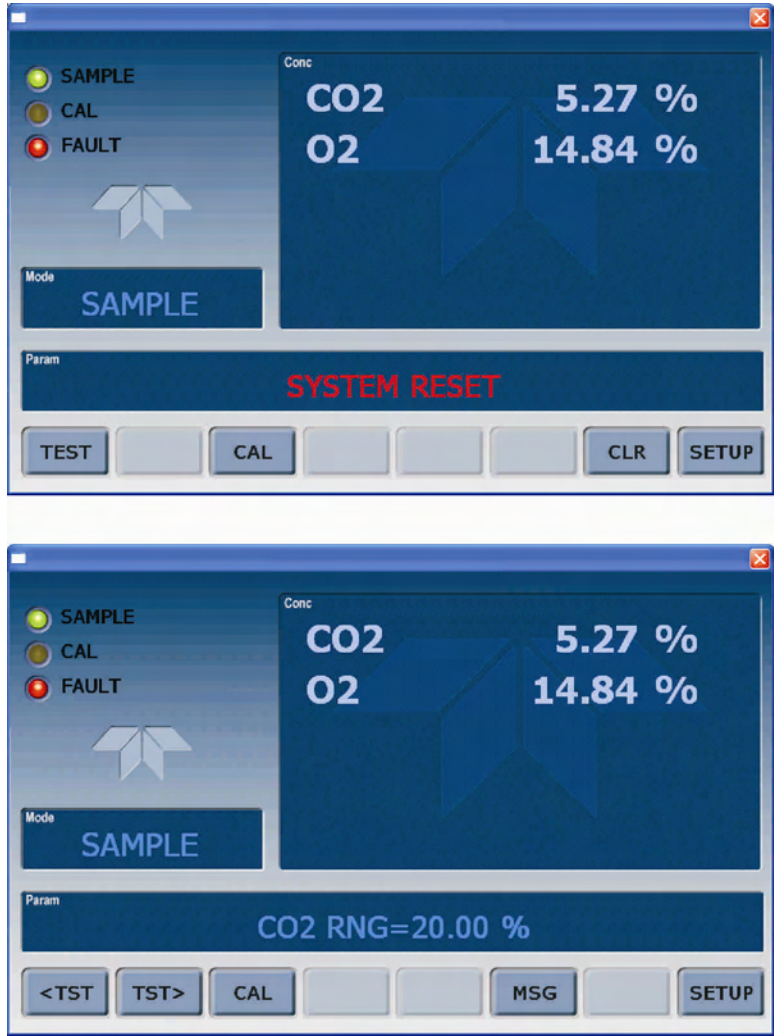 SAMPLE
CAL
FAULT
Conc
CO2 5.27 %
O2 14.84 %
Mode
SAMPLE
Param
SYSTEM RESET
TEST CAL CLR SETUP
SAMPLE
CAL
FAULT
Conc
CO2 5.27 %
O2 14.84 %
Mode
SAMPLE
Param
CO2 RNG=20.00 %
<TST TST> CAL MSG SETUP